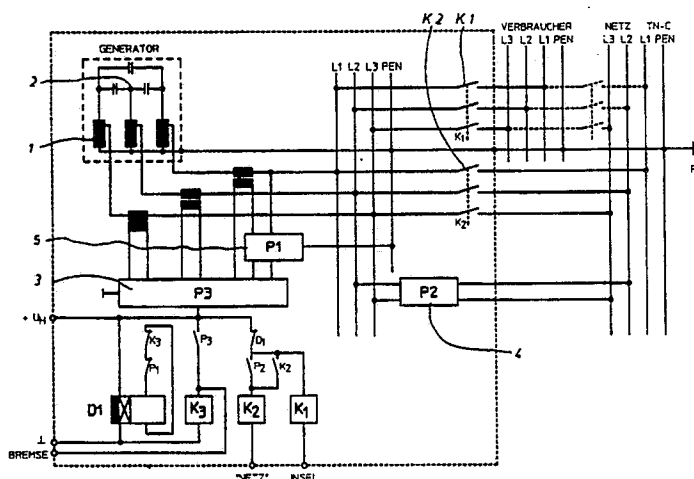 K2 K1 VERBRAUCHER NETZ TN-C
L3 L2 L1 PEN L3 L2 L1 PEN
GENERATOR
2
L1 L2 L3 PEN
1
K1
5
P1
K2
3
P3
P2
+ UH
4
K3 P3 D1
P1 P2 K2
D1 K3 K2 K1
⊥
BREMSE